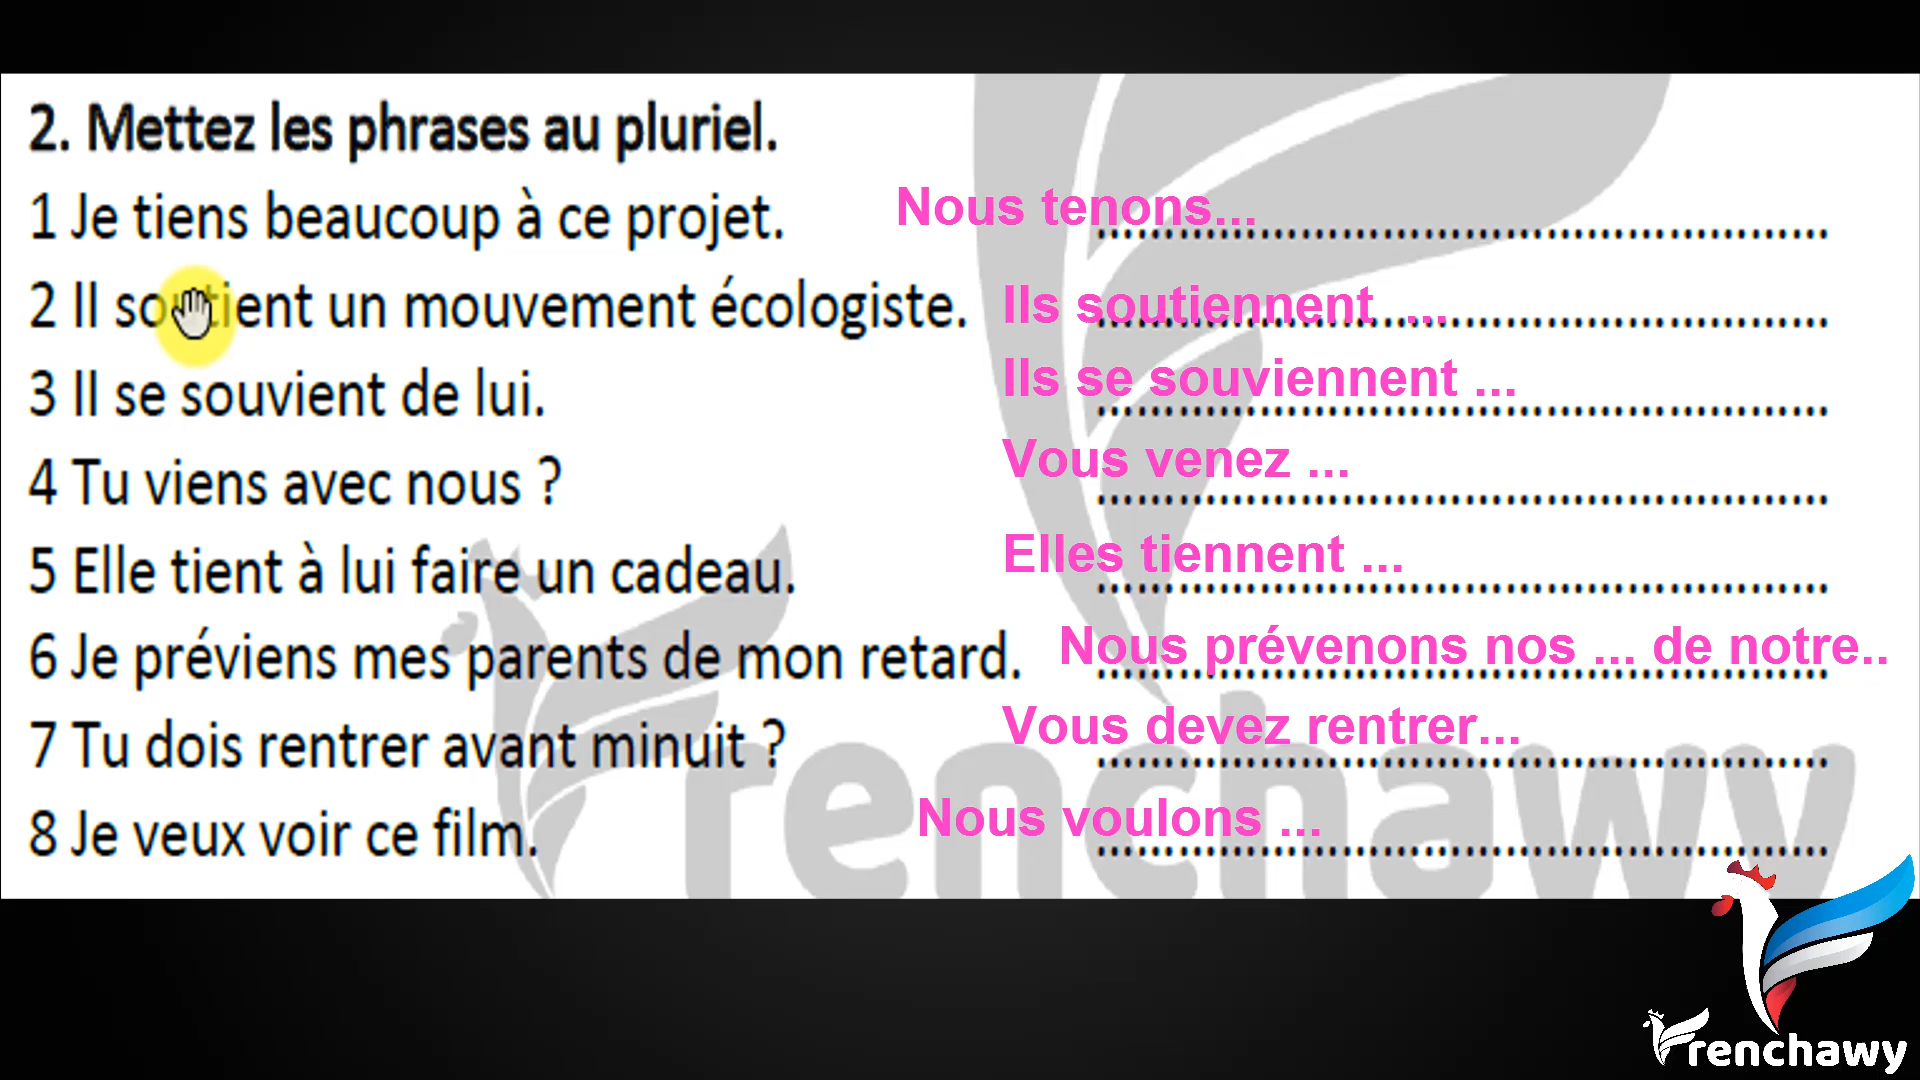 2. Mettez les phrases au pluriel.
1 Je tiens beaucoup à ce projet. Nous tenons... ........................................
2 Il soutient un mouvement écologiste. Ils soutiennent ... ........................................
3 Il se souvient de lui. Ils se souviennent ... ........................................
4 Tu viens avec nous ? Vous venez ... ........................................
5 Elle tient à lui faire un cadeau. Elles tiennent ... ........................................
6 Je préviens mes parents de mon retard. Nous prévenons nos ... de notre.. ........................................
7 Tu dois rentrer avant minuit ? Vous devez rentrer... ........................................
8 Je veux voir ce film. Nous voulons ... ........................................
renchawy
renchawy
renchawy